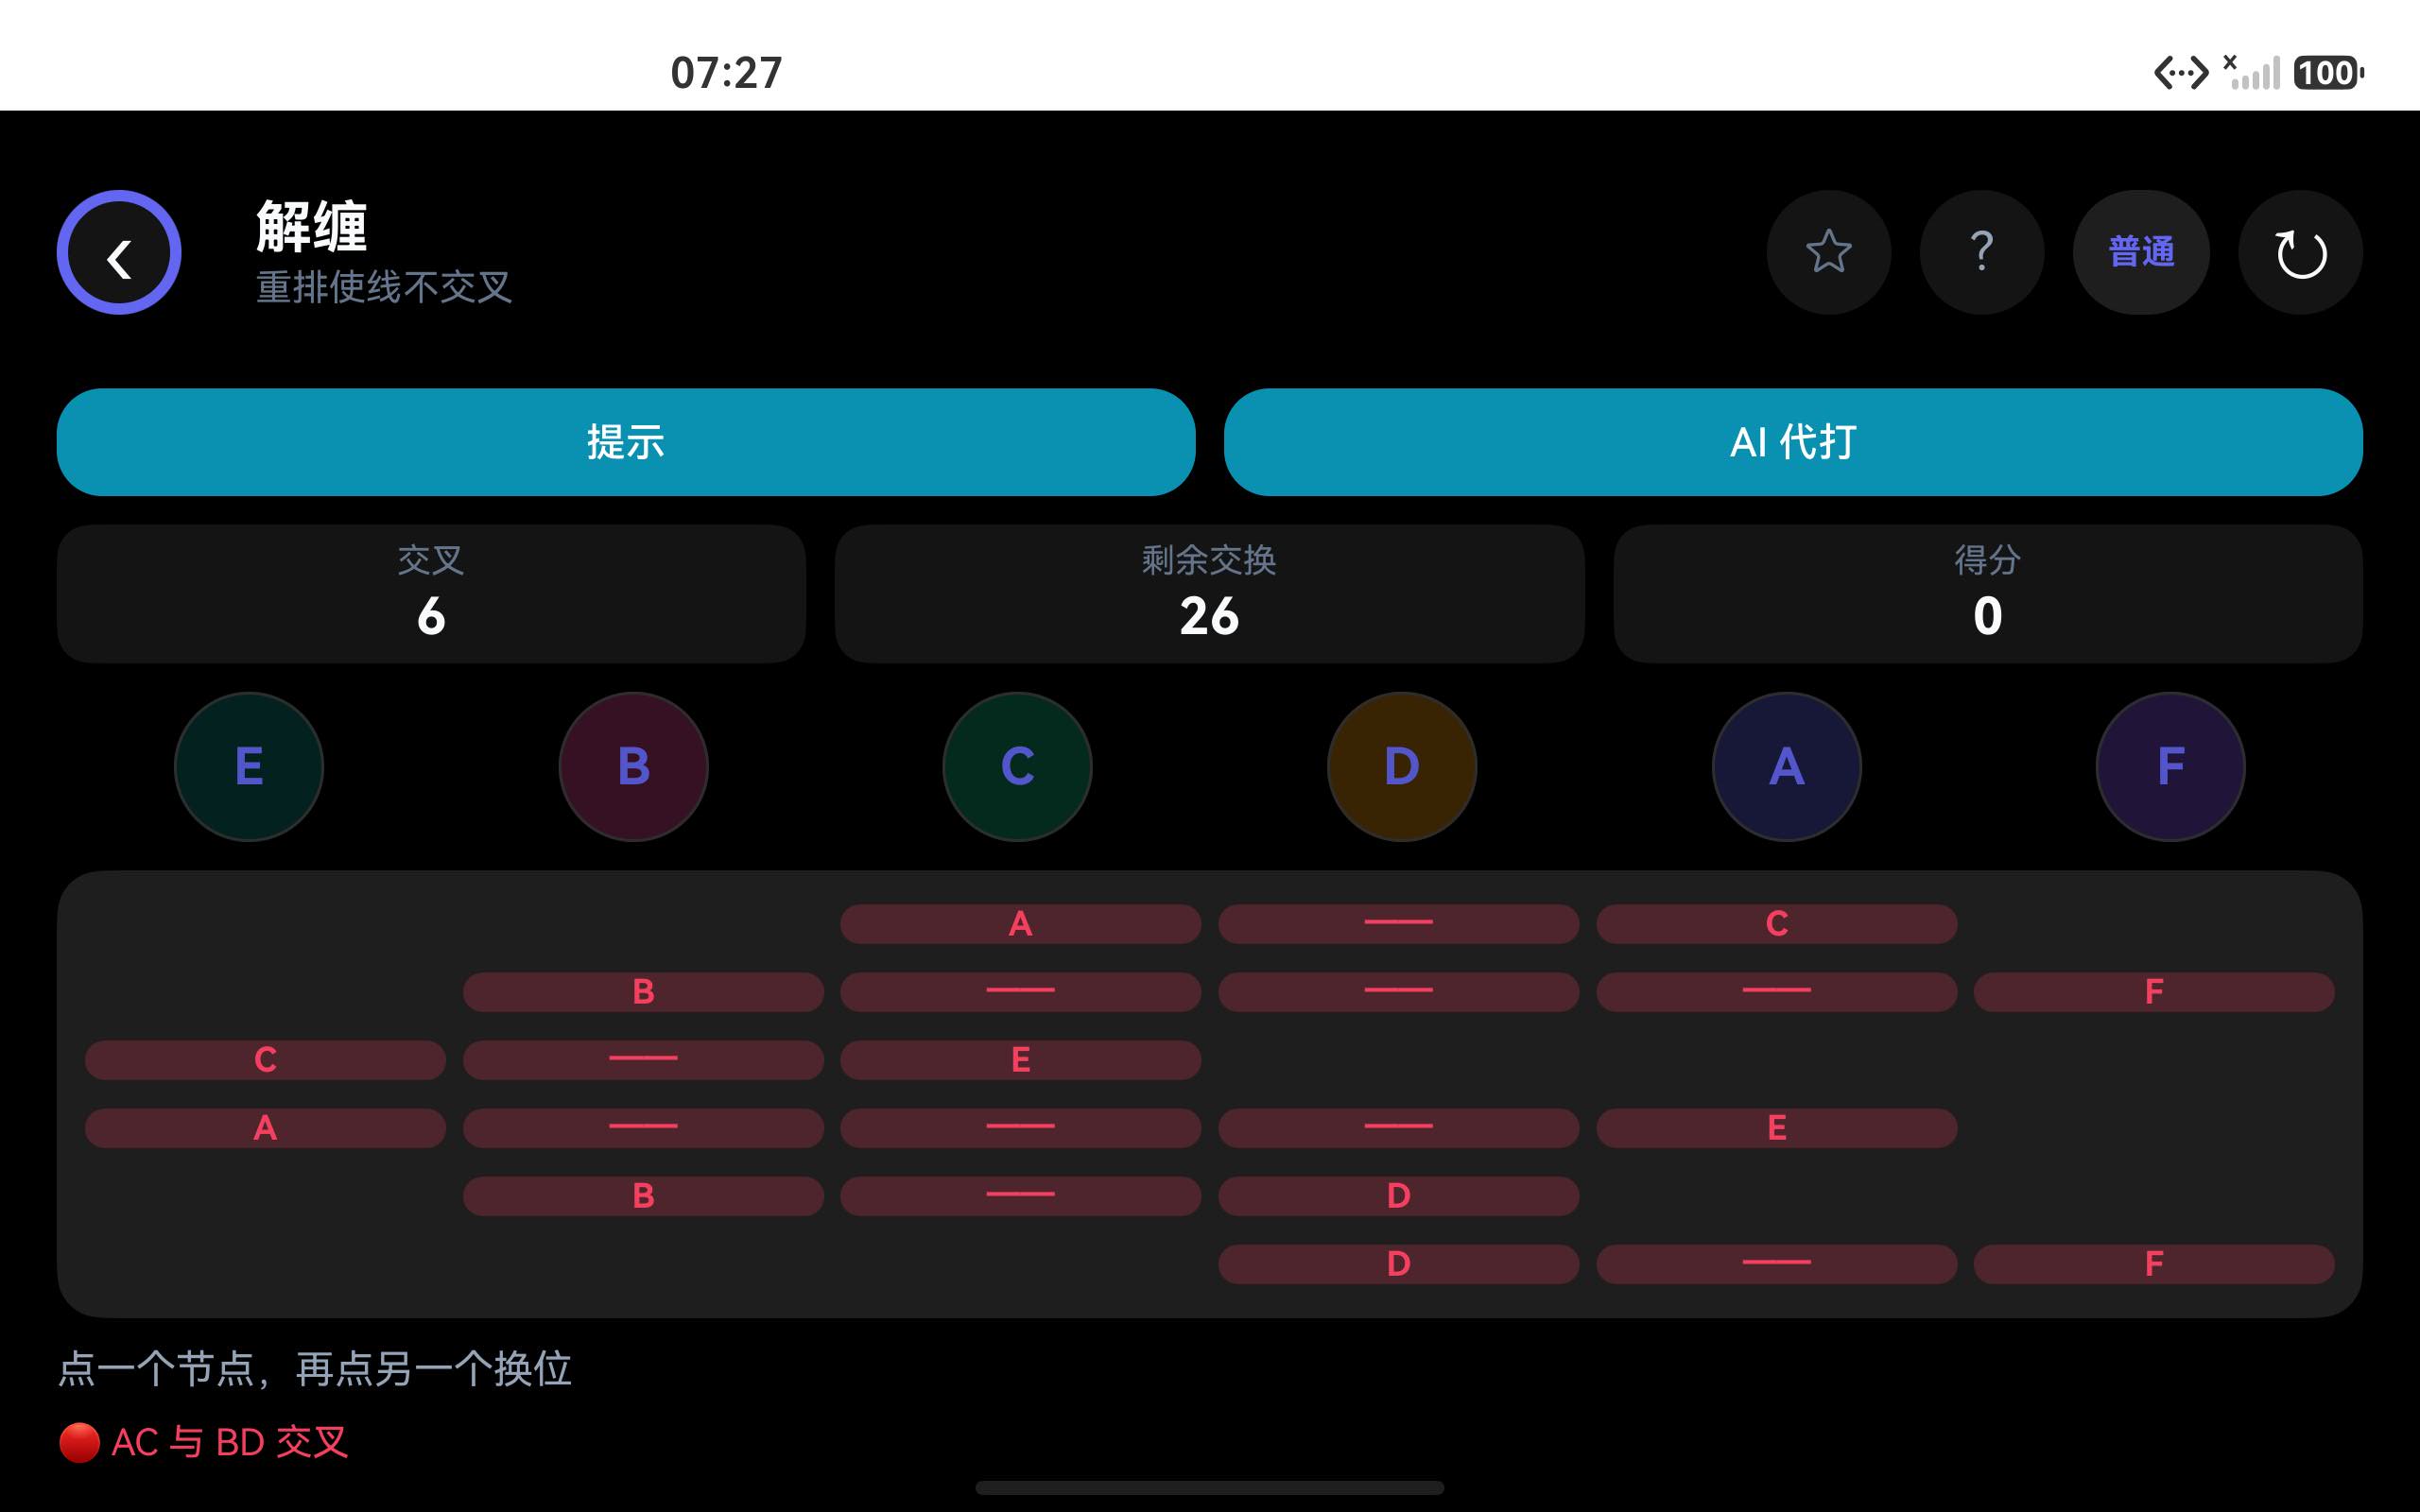 07:27
100
解缠
重排使线不交叉
?
普通
提示
AI 代打
交叉
6
剩余交换
26
得分
0
E B C D A F
A —— C
B —— —— —— F
C —— E
A —— —— —— E
B —— D
D —— F
点一个节点，再点另一个换位
AC 与 BD 交叉